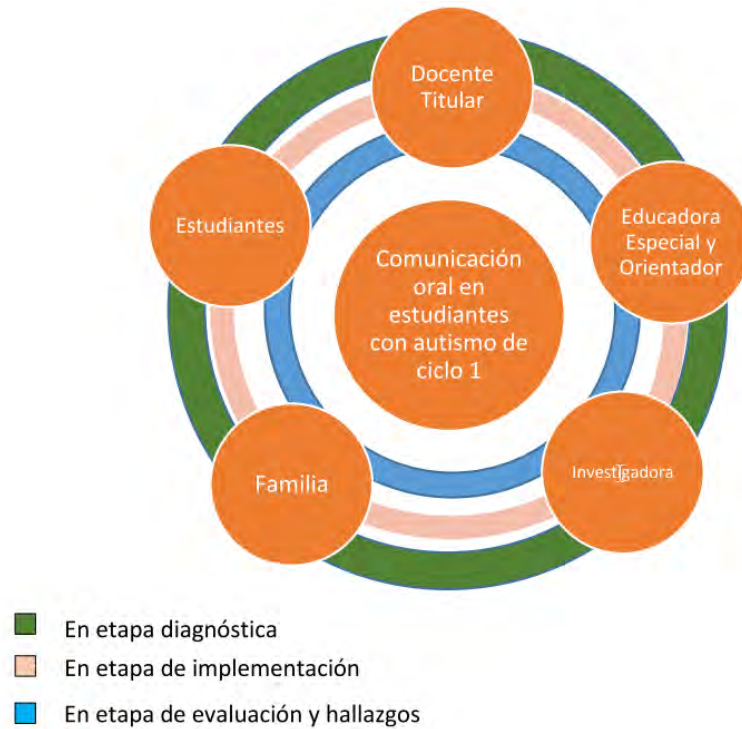 Docente
Titular
Estudiantes
Educadora
Especial y
Orientador
Comunicación
oral en
estudiantes
con autismo de
ciclo 1
Familia
Investigadora
En etapa diagnóstica
En etapa de implementación
En etapa de evaluación y hallazgos